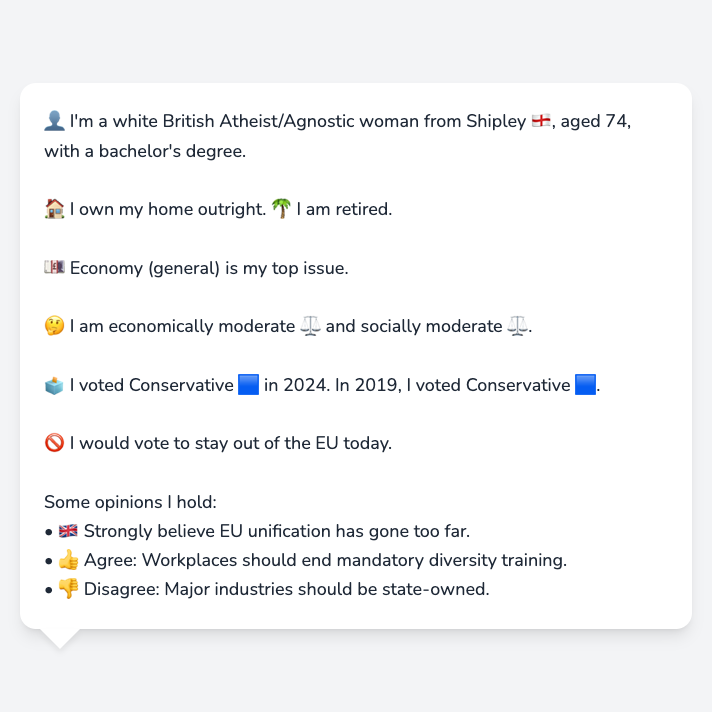 👤 I'm a white British Atheist/Agnostic woman from Shipley 🏴󠁧󠁢󠁥󠁮󠁧󠁿, aged 74,
with a bachelor's degree.
🏠 I own my home outright. 🌴 I am retired.
💷 Economy (general) is my top issue.
🤔 I am economically moderate ⚖️ and socially moderate ⚖️.
🗳️ I voted Conservative 🟦 in 2024. In 2019, I voted Conservative 🟦.
🚫 I would vote to stay out of the EU today.
Some opinions I hold:
• 🇬🇧 Strongly believe EU unification has gone too far.
• 👍 Agree: Workplaces should end mandatory diversity training.
• 👎 Disagree: Major industries should be state-owned.